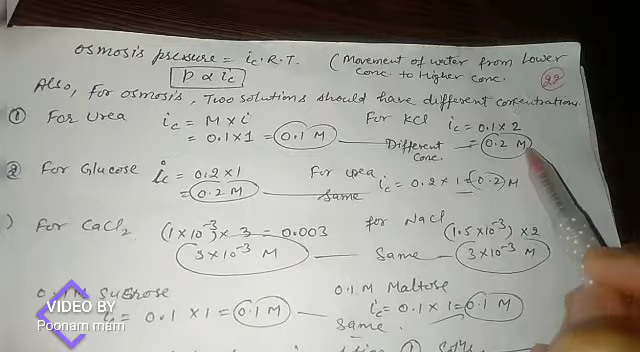 osmosis pressure = ic.R.T. (Movement of water from Lower conc. to Higher conc.
P ∝ ic
22
Also, For osmosis, Two solutions should have different concentrations.
① For Urea ic = M × i For KCl ic = 0.1 × 2
= 0.1 × 1 = 0.1 M Different conc. = 0.2 M
② For Glucose ic = 0.2 × 1 For urea
= 0.2 M Same ic = 0.2 × 1 = 0.2 M
) For CaCl₂ (1 × 10⁻³) × 3 = 0.003 for NaCl (1.5 × 10⁻³) × 2
3 × 10⁻³ M Same 3 × 10⁻³ M
0.1 M Sucrose 0.1 M Maltose
= 0.1 × 1 = 0.1 M ic = 0.1 × 1 = 0.1 M
same
VIDEO BY
Poonam mam